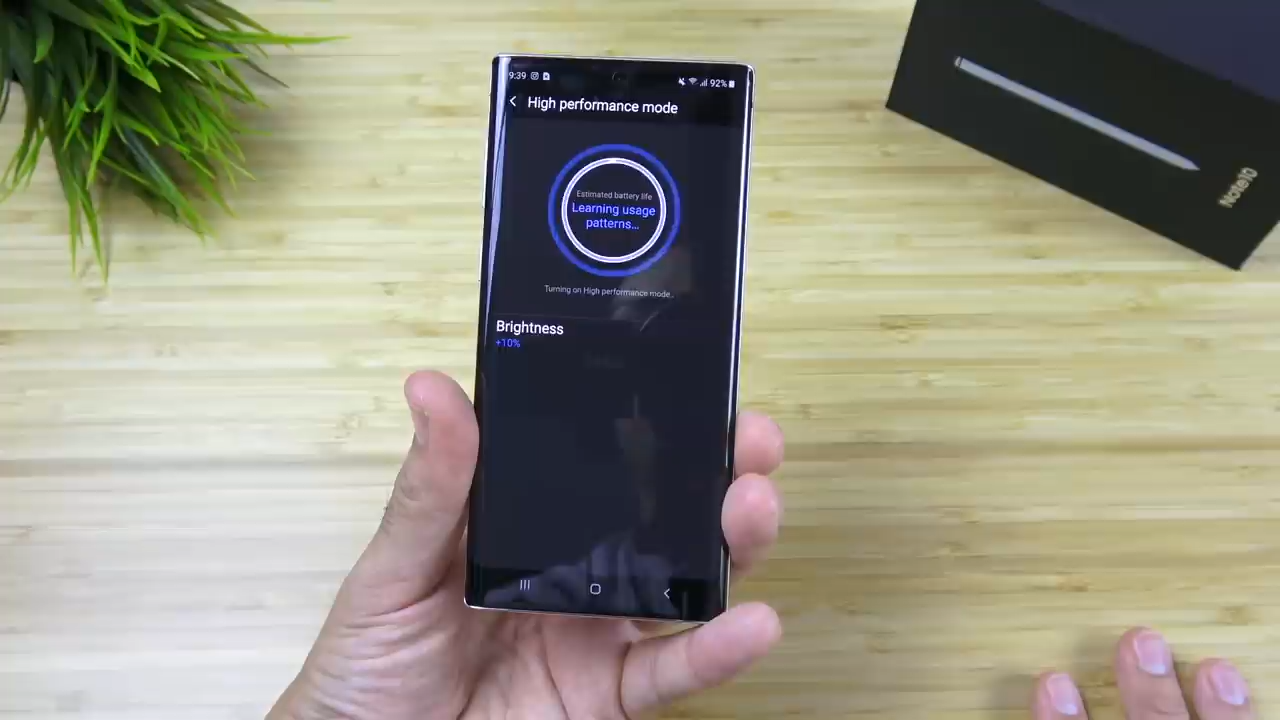 9:39 92%
High performance mode
Estimated battery life
Learning usage
patterns...
Turning on High performance mode..
Brightness
+10%
Note10